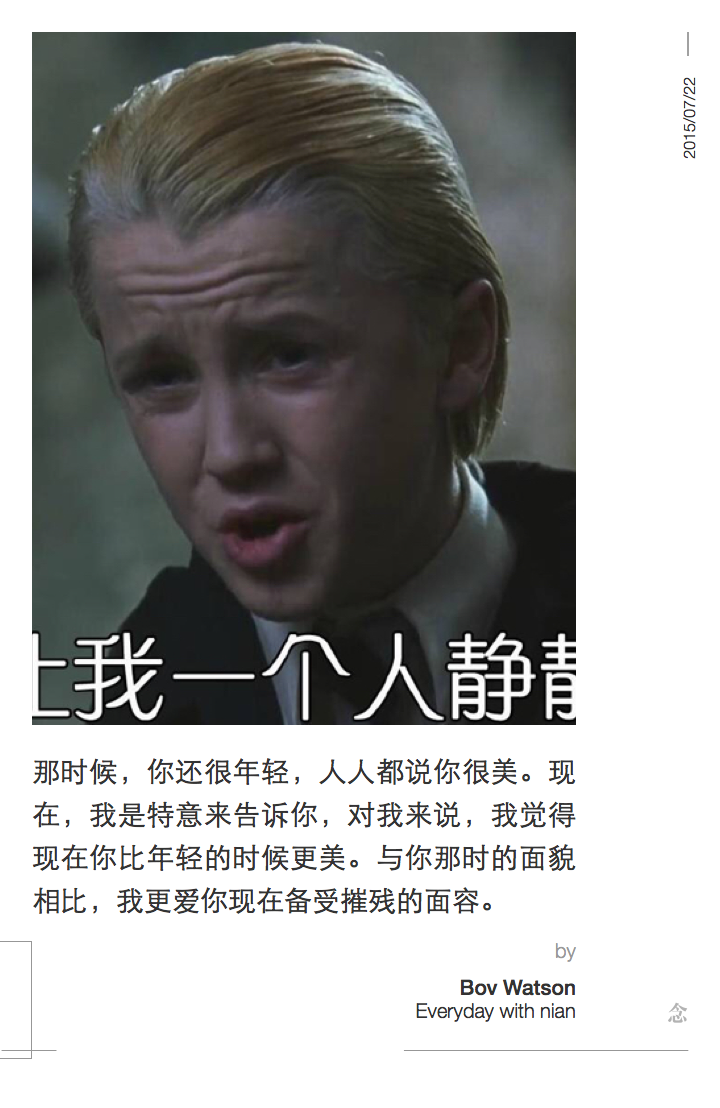 2015/07/22
让我一个人静静
那时候，你还很年轻，人人都说你很美。现
在，我是特意来告诉你，对我来说，我觉得
现在你比年轻的时候更美。与你那时的面貌
相比，我更爱你现在备受摧残的面容。
by
Bov Watson
Everyday with nian
念